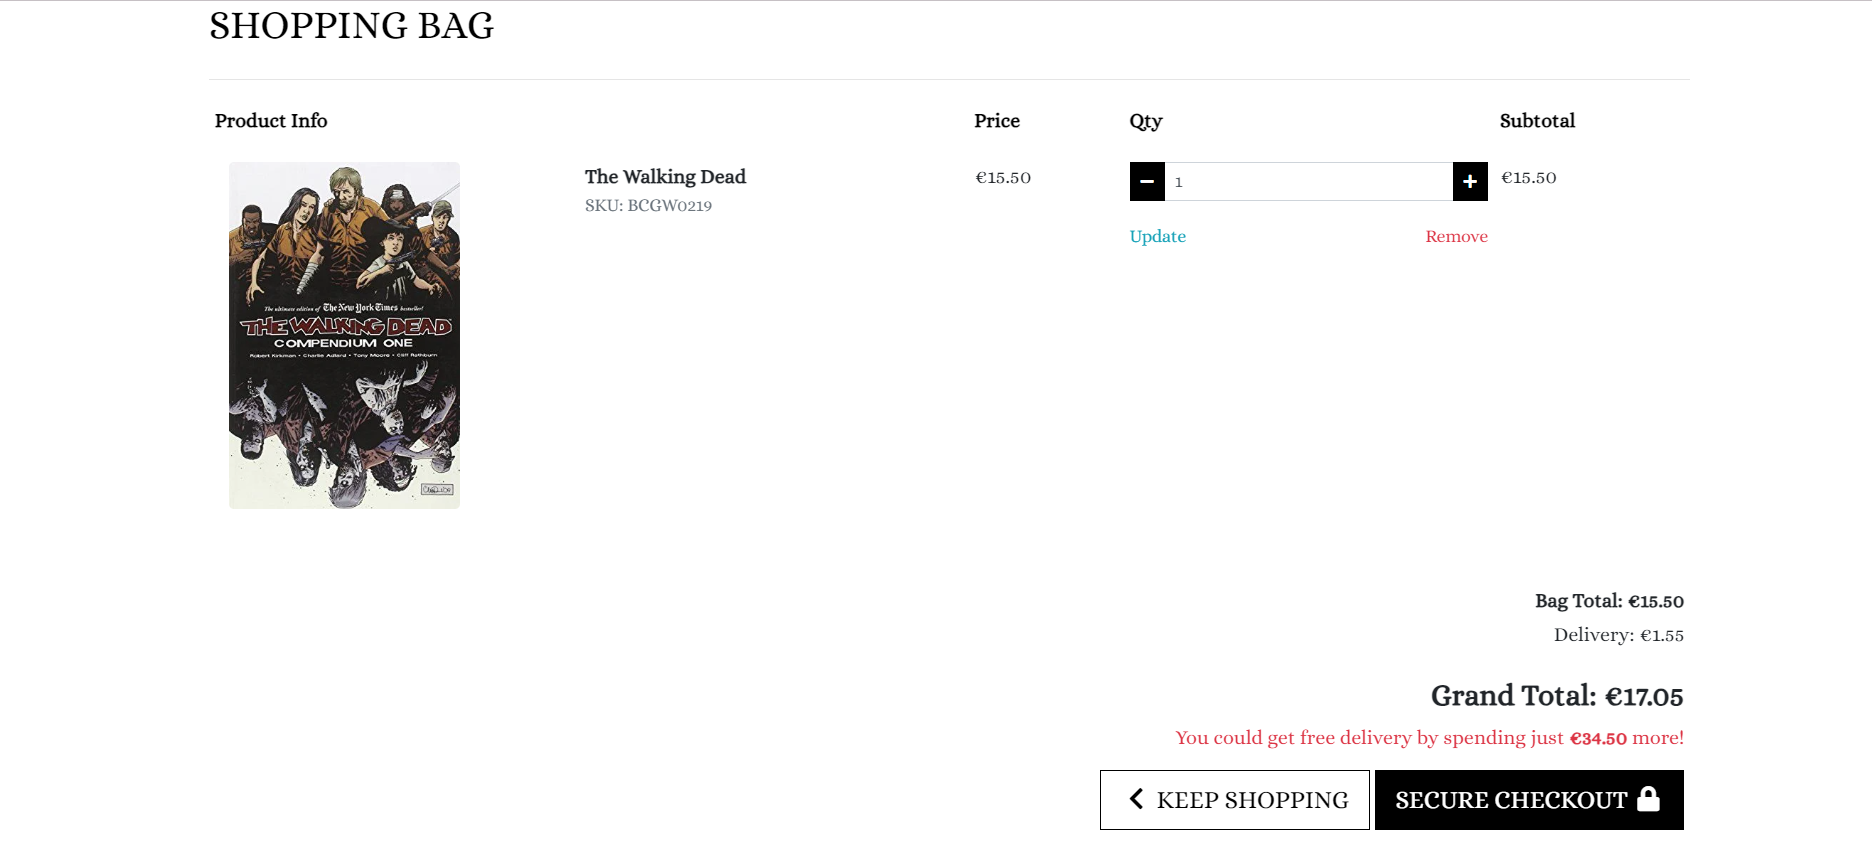 SHOPPING BAG
Product Info Price Qty Subtotal
The Walking Dead €15.50 1 €15.50
SKU: BCGW0219
Update Remove
The ultimate edition of The New York Times bestseller!
THE WALKING DEAD
COMPENDIUM ONE
Robert Kirkman • Charlie Adlard • Tony Moore • Cliff Rathburn
Bag Total: €15.50
Delivery: €1.55
Grand Total: €17.05
You could get free delivery by spending just €34.50 more!
KEEP SHOPPING SECURE CHECKOUT